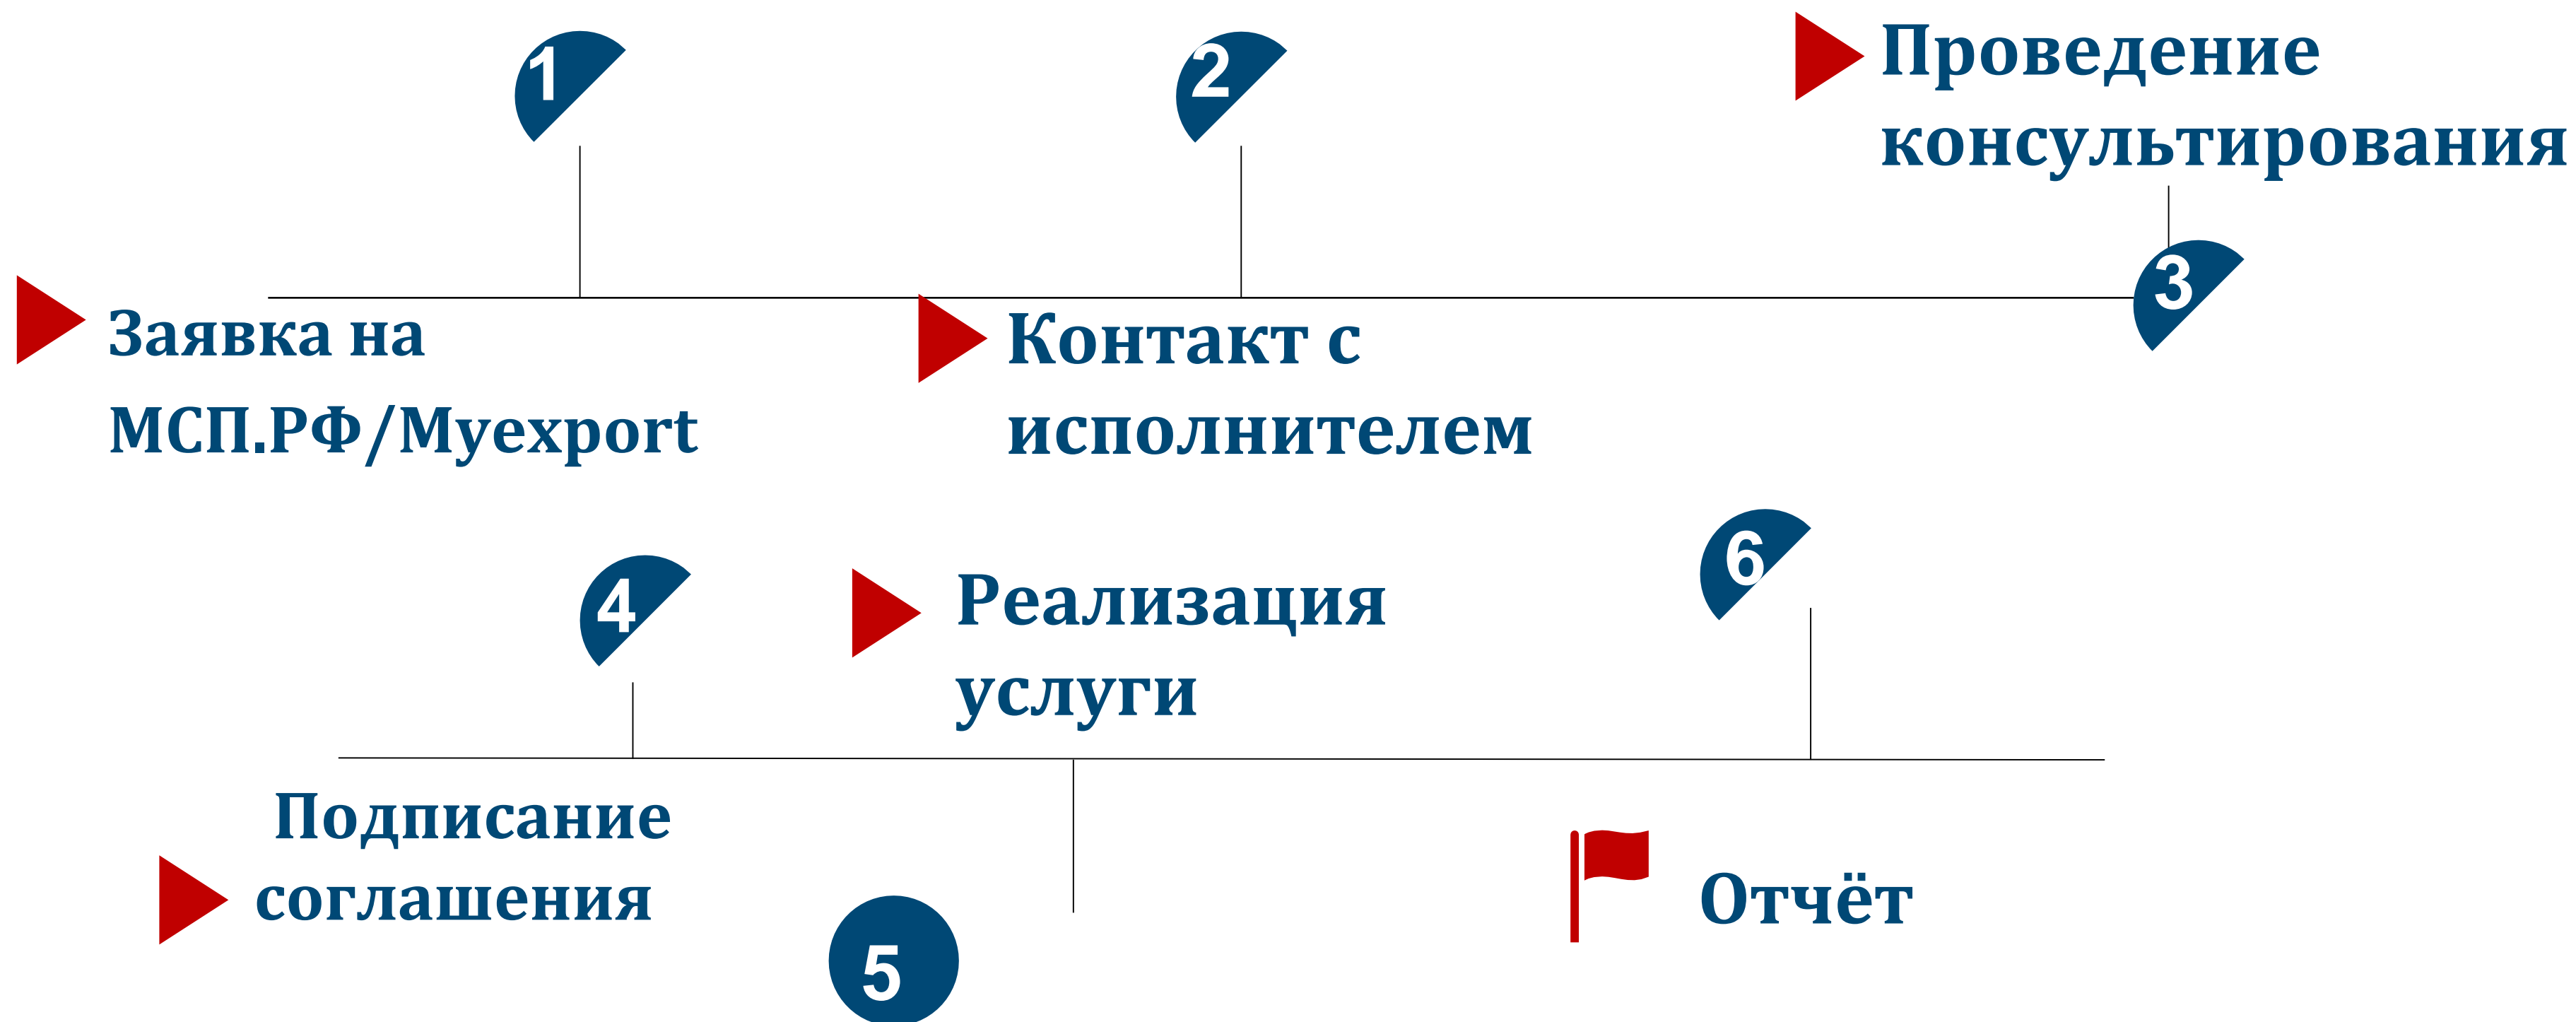 1
Заявка на
МСП.РФ/Myexport
2
Контакт с
исполнителем
Проведение
консультирования
3
4
Подписание
соглашения
Реализация
услуги
5
6
Отчёт